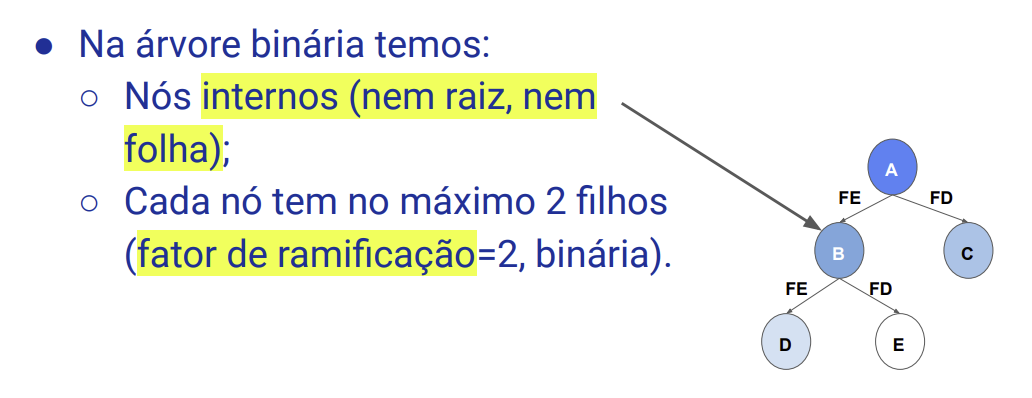 ● Na árvore binária temos:
○ Nós internos (nem raiz, nem
folha);
○ Cada nó tem no máximo 2 filhos
(fator de ramificação=2, binária).
A
FE FD
B C
FE FD
D E